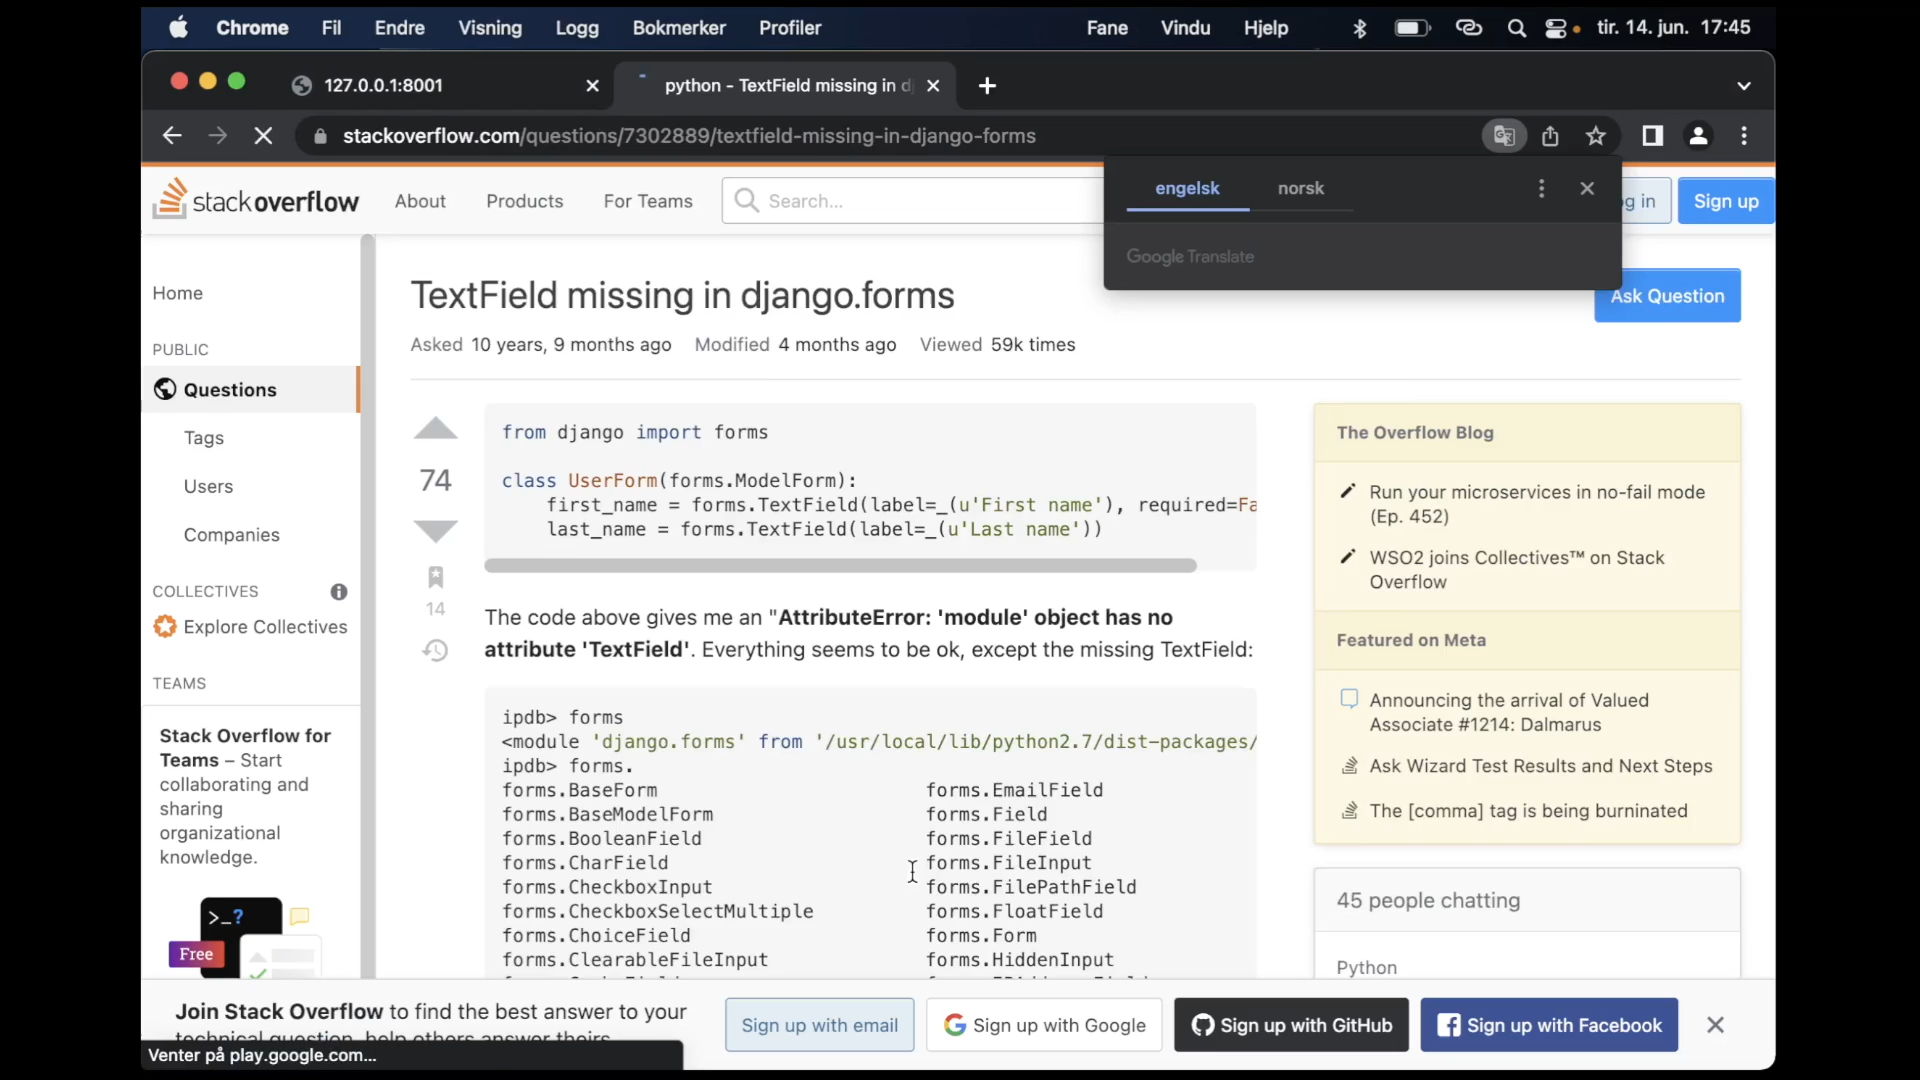 Chrome Fil Endre Visning Logg Bokmerker Profiler Fane Vindu Hjelp tir. 14. jun. 17:45
127.0.0.1:8001 python - TextField missing in dj
stackoverflow.com/questions/7302889/textfield-missing-in-django-forms
engelsk norsk
Google Translate
stackoverflow About Products For Teams Search... g in Sign up
Home
PUBLIC
Questions
Tags
Users
Companies
COLLECTIVES
Explore Collectives
TEAMS
Stack Overflow for
Teams – Start
collaborating and
sharing
organizational
knowledge.
>_?
Free
TextField missing in django.forms
Ask Question
Asked 10 years, 9 months ago Modified 4 months ago Viewed 59k times
74
14
from django import forms
class UserForm(forms.ModelForm):
first_name = forms.TextField(label=_(u'First name'), required=Fa
last_name = forms.TextField(label=_(u'Last name'))
The code above gives me an "AttributeError: 'module' object has no
attribute 'TextField'. Everything seems to be ok, except the missing TextField:
ipdb> forms
<module 'django.forms' from '/usr/local/lib/python2.7/dist-packages/
ipdb> forms.
forms.BaseForm forms.EmailField
forms.BaseModelForm forms.Field
forms.BooleanField forms.FileField
forms.CharField forms.FileInput
forms.CheckboxInput forms.FilePathField
forms.CheckboxSelectMultiple forms.FloatField
forms.ChoiceField forms.Form
forms.ClearableFileInput forms.HiddenInput
The Overflow Blog
Run your microservices in no-fail mode
(Ep. 452)
WSO2 joins Collectives™ on Stack
Overflow
Featured on Meta
Announcing the arrival of Valued
Associate #1214: Dalmarus
Ask Wizard Test Results and Next Steps
The [comma] tag is being burninated
45 people chatting
Python
Join Stack Overflow to find the best answer to your
technical question, help others answer theirs.
Sign up with email Sign up with Google Sign up with GitHub Sign up with Facebook
Venter på play.google.com...